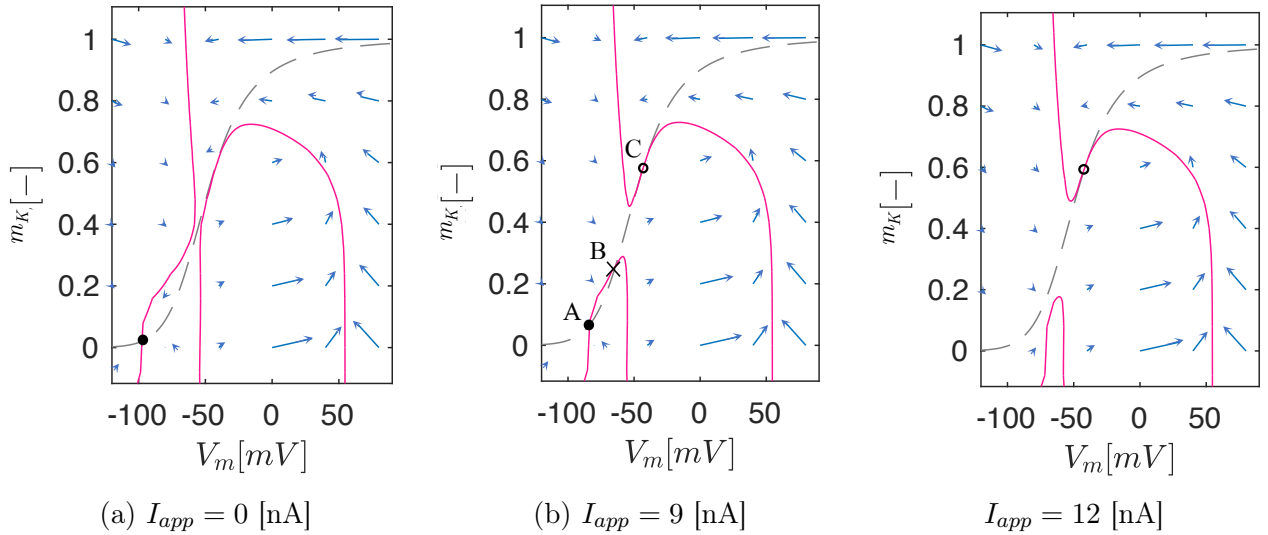 1
0.8
0.6
0.4
0.2
0
m_K,[—]
-100 -50 0 50
V_m[mV]
(a) I_app = 0 [nA]
1
0.8
0.6
0.4
0.2
0
m_K,[—]
C
B
A
-100 -50 0 50
V_m[mV]
(b) I_app = 9 [nA]
1
0.8
0.6
0.4
0.2
0
m_K[—]
-100 -50 0 50
V_m[mV]
I_app = 12 [nA]